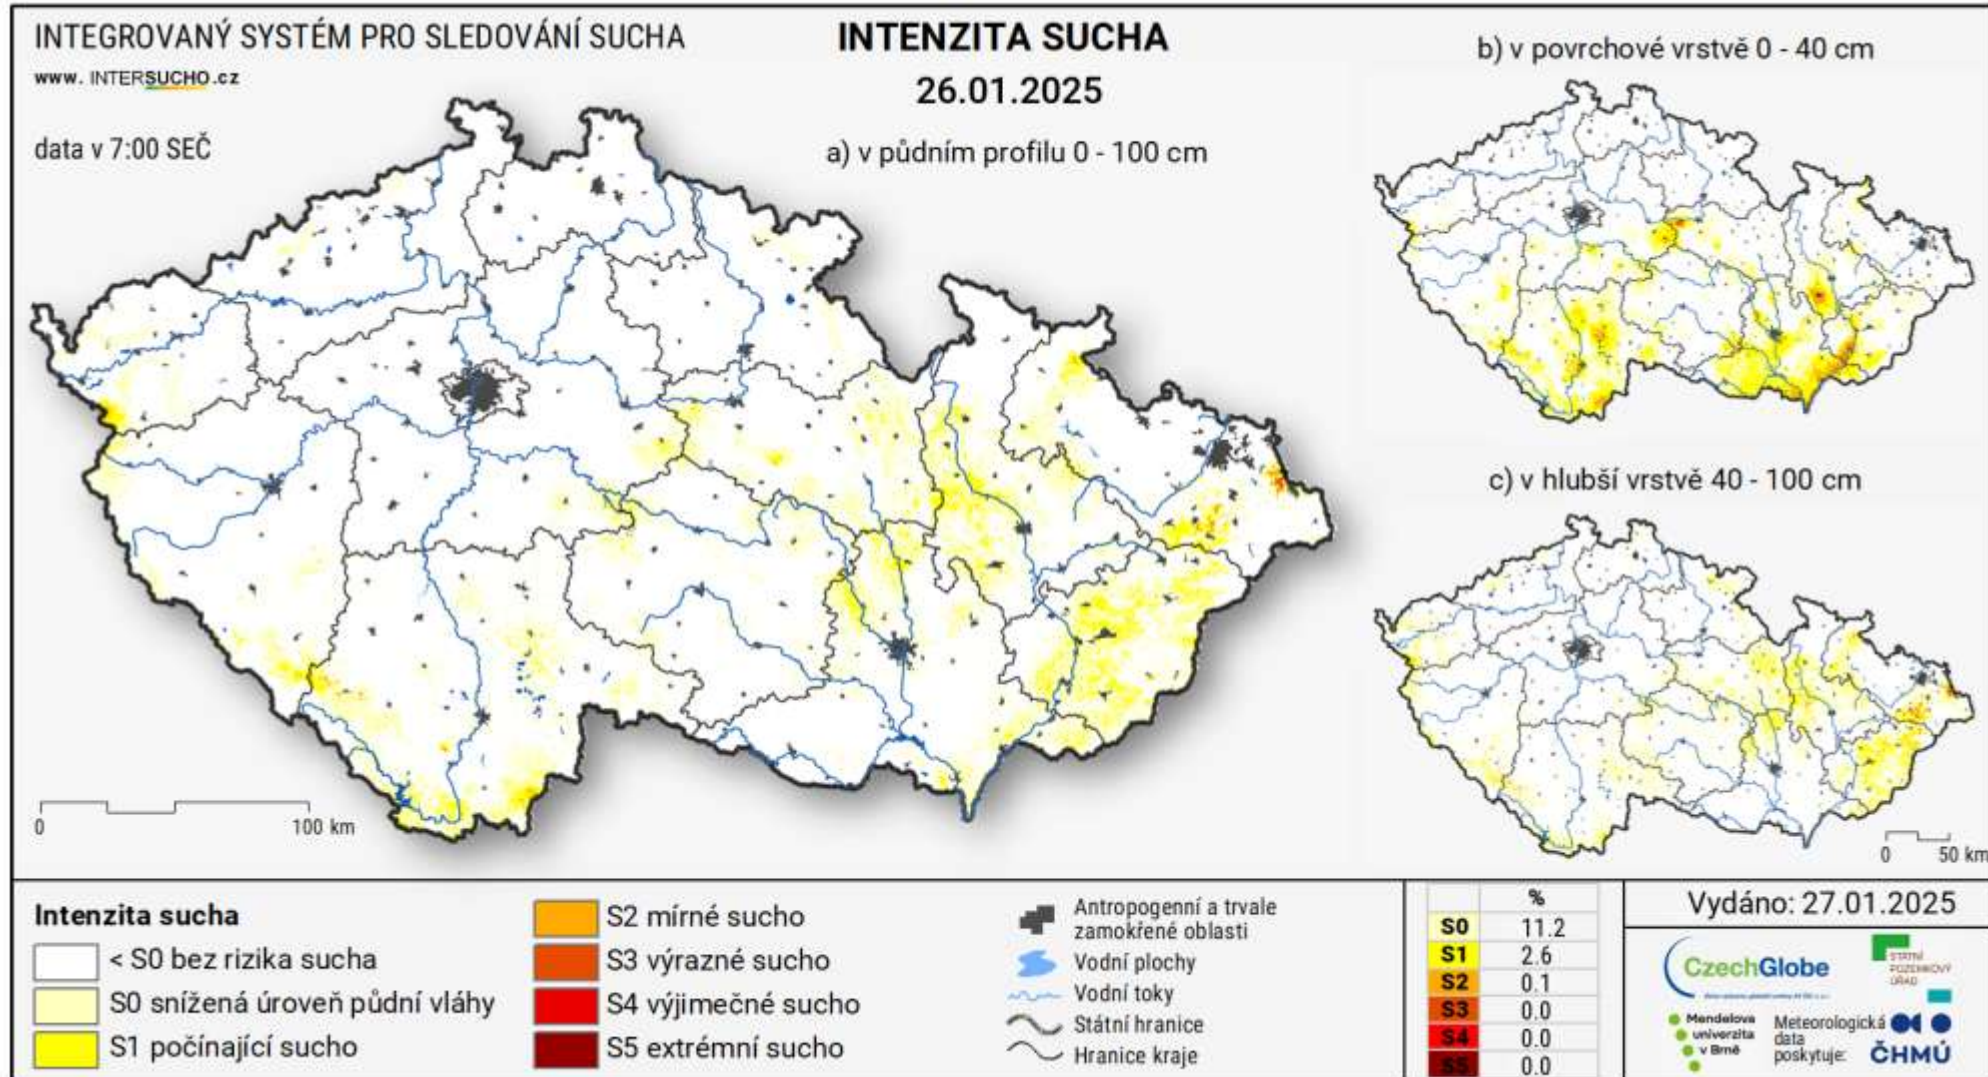 INTEGROVANÝ SYSTÉM PRO SLEDOVÁNÍ SUCHA
www. INTERSUCHO.cz
data v 7:00 SEČ
INTENZITA SUCHA
26.01.2025
a) v půdním profilu 0 - 100 cm
b) v povrchové vrstvě 0 - 40 cm
c) v hlubší vrstvě 40 - 100 cm
0 100 km
0 50 km
Intenzita sucha
< S0 bez rizika sucha
S0 snížená úroveň půdní vláhy
S1 počínající sucho
S2 mírné sucho
S3 výrazné sucho
S4 výjimečné sucho
S5 extrémní sucho
Antropogenní a trvale
zamokřené oblasti
Vodní plochy
Vodní toky
Státní hranice
Hranice kraje
%
S0 11.2
S1 2.6
S2 0.1
S3 0.0
S4 0.0
S5 0.0
Vydáno: 27.01.2025
CzechGlobe
STÁTNÍ
POZEMKOVÝ
ÚŘAD
Mendelova
univerzita
v Brně
Meteorologická
data
poskytuje:
ČHMÚ